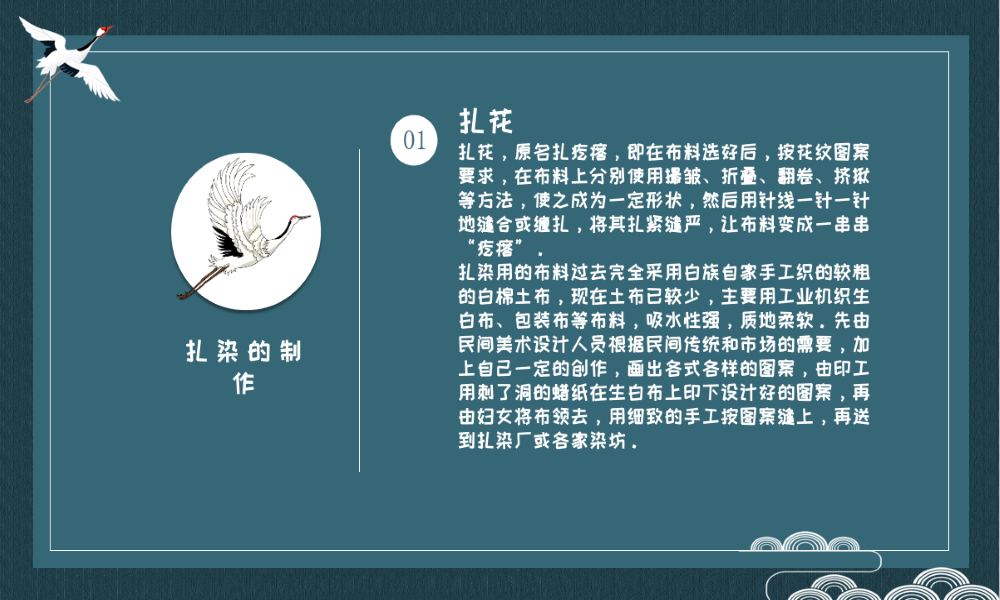 扎染的制
作
01
扎花
扎花，原名扎疙瘩，即在布料选好后，按花纹图案
要求，在布料上分别使用撮皱、折叠、翻卷、挤揪
等方法，使之成为一定形状，然后用针线一针一针
地缝合或缠扎，将其扎紧缝严，让布料变成一串串
“疙瘩”.
扎染用的布料过去完全采用白族自家手工织的较粗
的白棉土布，现在土布已较少，主要用工业机织生
白布、包装布等布料，吸水性强，质地柔软.先由
民间美术设计人员根据民间传统和市场的需要，加
上自己一定的创作，画出各式各样的图案，由印工
用刺了洞的蜡纸在生白布上印下设计好的图案，再
由妇女将布领去，用细致的手工按图案缝上，再送
到扎染厂或各家染坊.